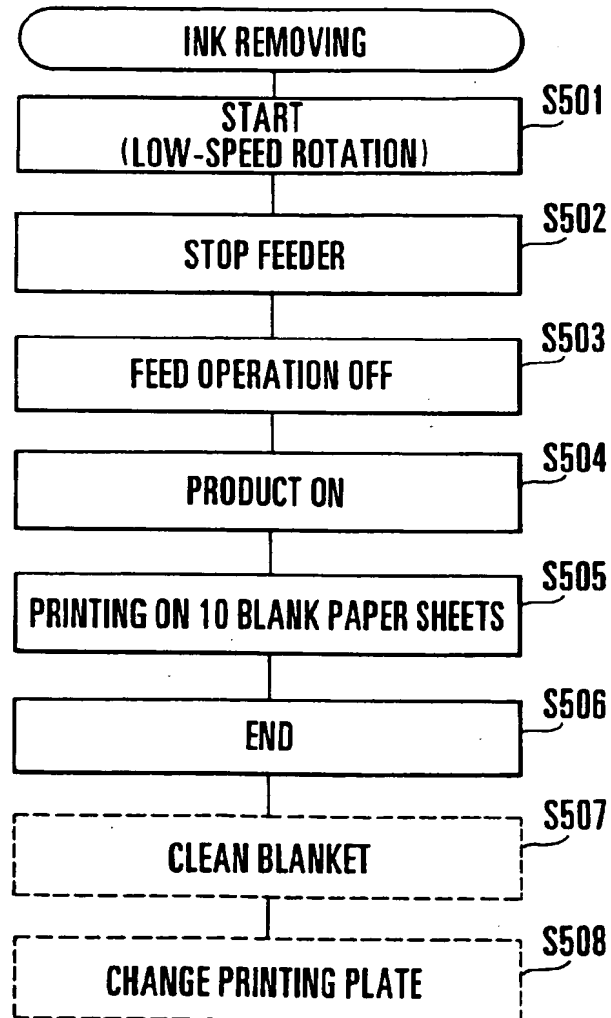 INK REMOVING
S501
START
(LOW-SPEED ROTATION)
S502
STOP FEEDER
S503
FEED OPERATION OFF
S504
PRODUCT ON
S505
PRINTING ON 10 BLANK PAPER SHEETS
S506
END
S507
CLEAN BLANKET
S508
CHANGE PRINTING PLATE